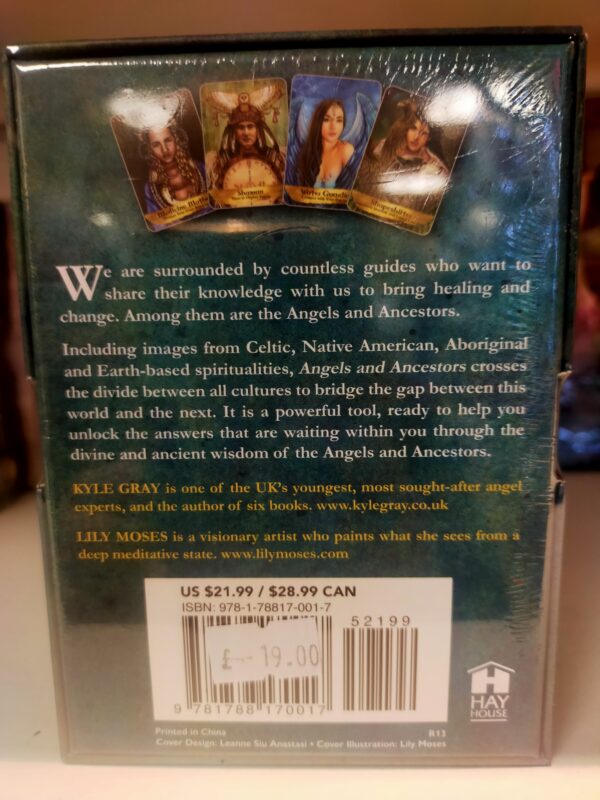 Shaman
Shapeshifter
We are surrounded by countless guides who want to
share their knowledge with us to bring healing and
change. Among them are the Angels and Ancestors.
Including images from Celtic, Native American, Aboriginal
and Earth-based spiritualities, Angels and Ancestors crosses
the divide between all cultures to bridge the gap between this
world and the next. It is a powerful tool, ready to help you
unlock the answers that are waiting within you through the
divine and ancient wisdom of the Angels and Ancestors.
KYLE GRAY is one of the UK's youngest, most sought-after angel
experts, and the author of six books. www.kylegray.co.uk
LILY MOSES is a visionary artist who paints what she sees from a
deep meditative state. www.lilymoses.com
US $21.99 / $28.99 CAN
ISBN: 978-1-78817-001-7
52199
£ 19.00
9 781788 170017
HAY
HOUSE
Printed in China
R13
Cover Design: Leanne Siu Anastasi • Cover Illustration: Lily Moses